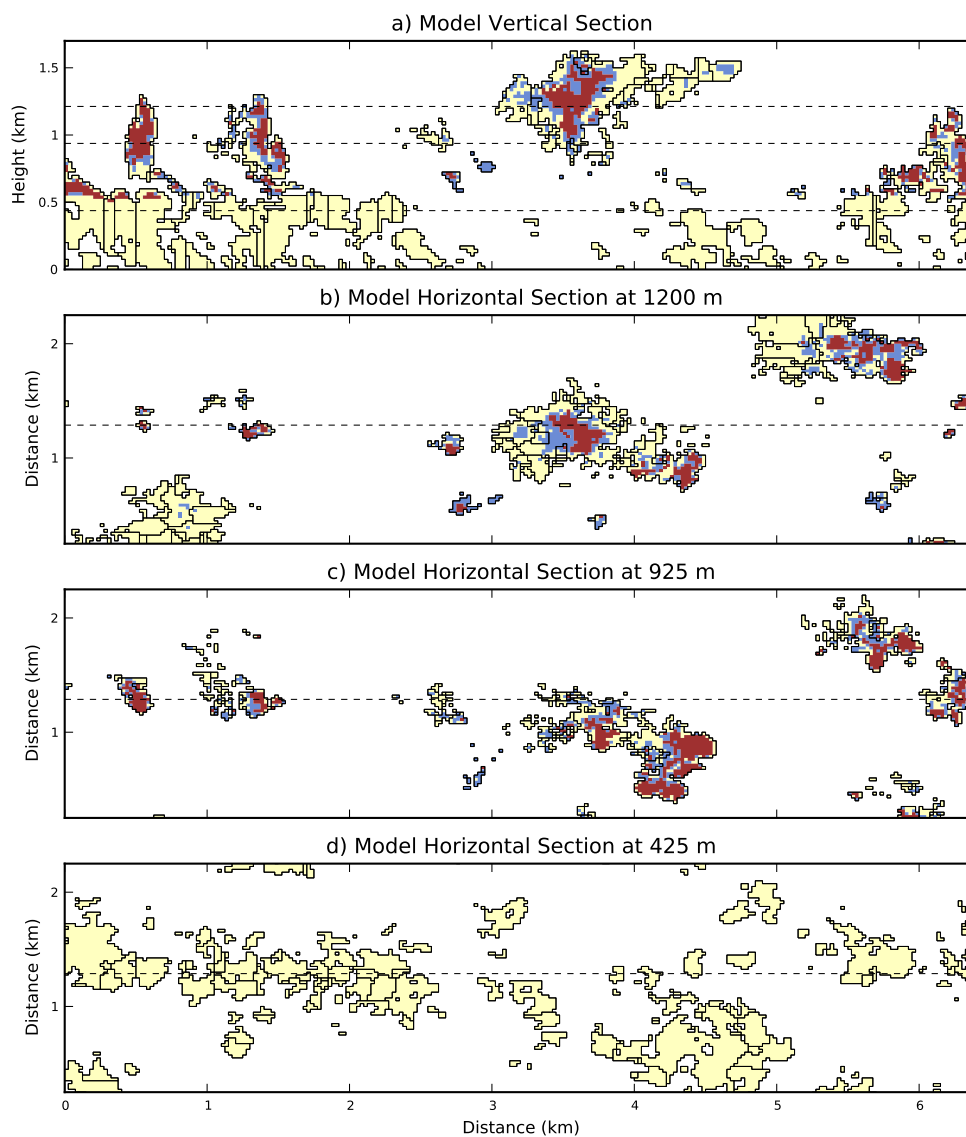 a) Model Vertical Section
1.5
1
0.5
0
Height (km)
b) Model Horizontal Section at 1200 m
2
1
Distance (km)
c) Model Horizontal Section at 925 m
2
1
Distance (km)
d) Model Horizontal Section at 425 m
2
1
Distance (km)
0 1 2 3 4 5 6
Distance (km)